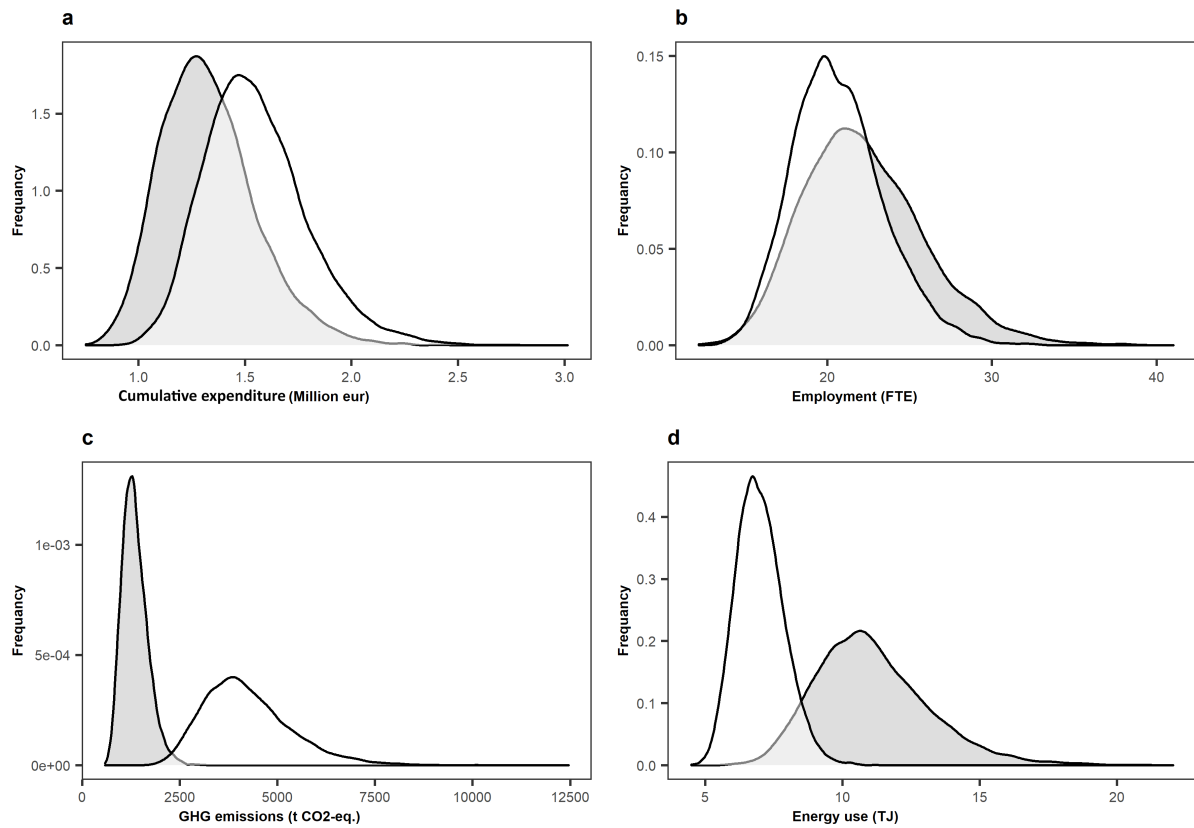 a
Frequancy
1.5
1.0
0.5
0.0
1.0 1.5 2.0 2.5 3.0
Cumulative expenditure (Million eur)
b
Frequancy
0.15
0.10
0.05
0.00
20 30 40
Employment (FTE)
c
Frequancy
1e-03
5e-04
0e+00
0 2500 5000 7500 10000 12500
GHG emissions (t CO2-eq.)
d
Frequancy
0.4
0.3
0.2
0.1
0.0
5 10 15 20
Energy use (TJ)